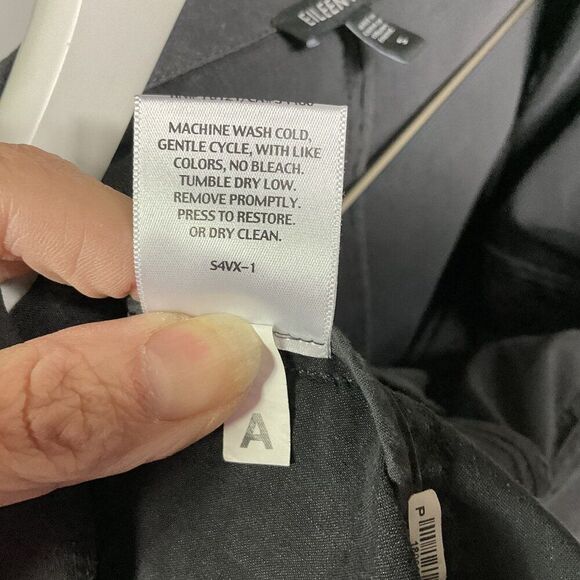 EILEEN
MACHINE WASH COLD,
GENTLE CYCLE, WITH LIKE
COLORS, NO BLEACH.
TUMBLE DRY LOW.
REMOVE PROMPTLY.
PRESS TO RESTORE.
OR DRY CLEAN.
S4VX-1
A
P